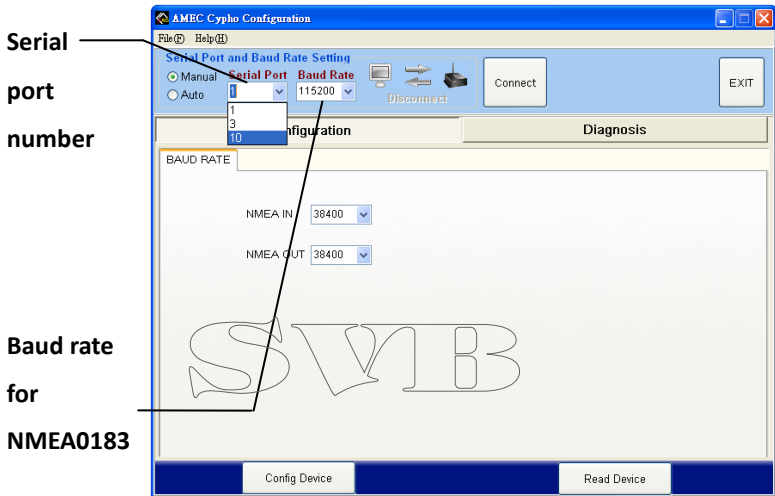 AMEC Cypho Configuration
File(F) Help(H)
Serial Port and Baud Rate Setting
Manual
Auto
Serial Port
Baud Rate
1
115200
1
3
10
Disconnect
Connect
EXIT
nfiguration
Diagnosis
BAUD RATE
NMEA IN
38400
NMEA OUT
38400
SVB
Config Device
Read Device
Serial
port
number
Baud rate
for
NMEA0183